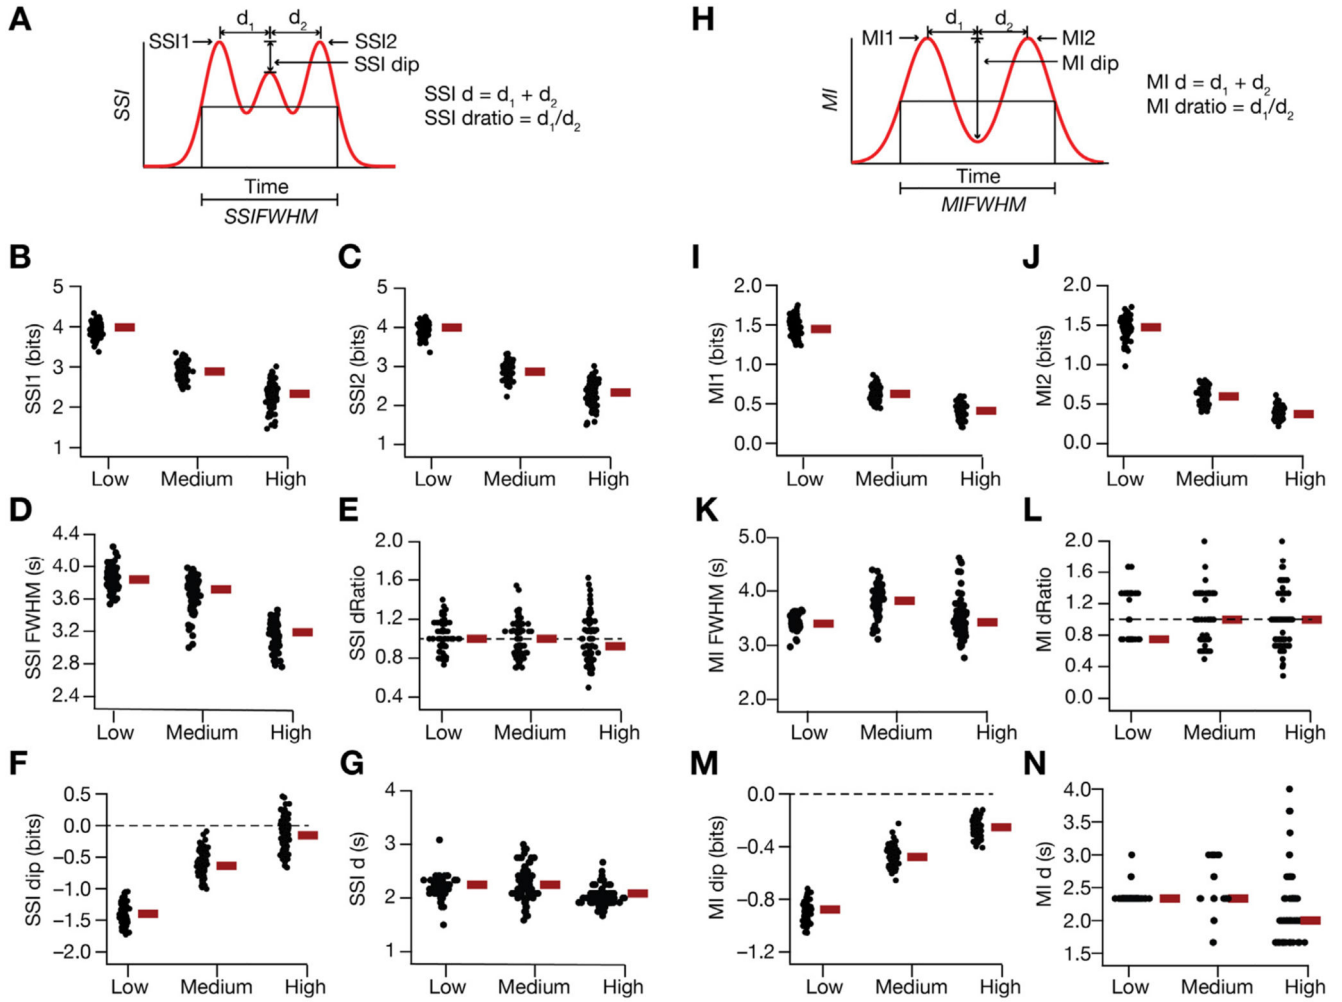 A
d1
d2
SSI1
SSI2
SSI dip
SSI
SSI d = d1 + d2
SSI dratio = d1/d2
Time
SSIFWHM
H
d1
d2
MI1
MI2
MI dip
MI
MI d = d1 + d2
MI dratio = d1/d2
Time
MIFWHM
B
SSI1 (bits)
5
4
3
2
1
Low Medium High
C
SSI2 (bits)
5
4
3
2
1
Low Medium High
I
MI1 (bits)
2.0
1.5
1.0
0.5
0.0
Low Medium High
J
MI2 (bits)
2.0
1.5
1.0
0.5
0.0
Low Medium High
D
SSI FWHM (s)
4.4
4.0
3.6
3.2
2.8
2.4
Low Medium High
E
SSI dRatio
2.0
1.6
1.2
0.8
0.4
Low Medium High
K
MI FWHM (s)
5.0
4.0
3.0
2.0
Low Medium High
L
MI dRatio
2.0
1.6
1.2
0.8
0.4
0.0
Low Medium High
F
SSI dip (bits)
0.5
0.0
−0.5
−1.0
−1.5
−2.0
Low Medium High
G
SSI d (s)
4
3
2
1
Low Medium High
M
MI dip (bits)
0.0
−0.4
−0.8
−1.2
Low Medium High
N
MI d (s)
4.0
3.5
3.0
2.5
2.0
1.5
Low Medium High